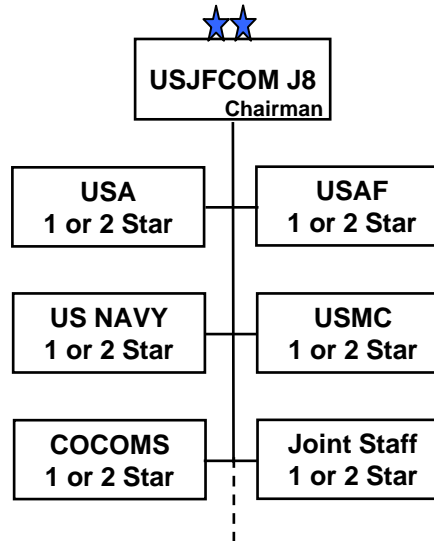 USJFCOM J8
Chairman
USA
1 or 2 Star
USAF
1 or 2 Star
US NAVY
1 or 2 Star
USMC
1 or 2 Star
COCOMS
1 or 2 Star
Joint Staff
1 or 2 Star